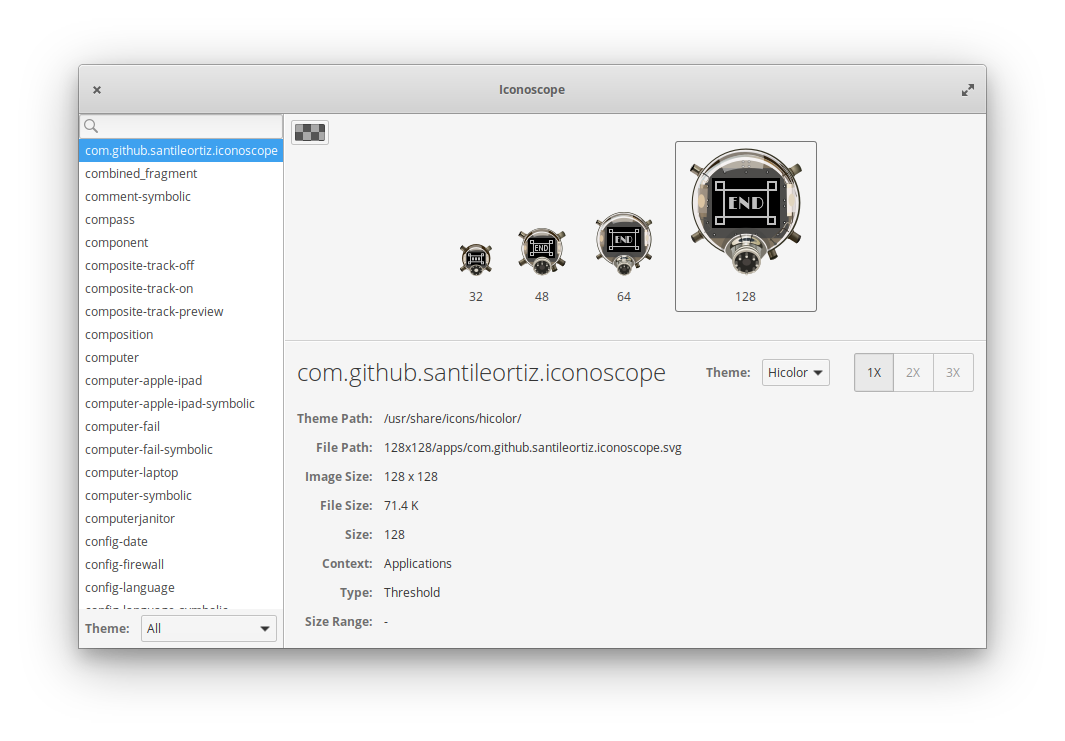 Iconoscope
com.github.santileortiz.iconoscope
combined_fragment
comment-symbolic
compass
component
composite-track-off
composite-track-on
composite-track-preview
composition
computer
computer-apple-ipad
computer-apple-ipad-symbolic
computer-fail
computer-fail-symbolic
computer-laptop
computer-symbolic
computerjanitor
config-date
config-firewall
config-language
config-language-symbolic
Theme: All
END
END
END
32 48 64 128
com.github.santileortiz.iconoscope Theme: Hicolor 1X 2X 3X
Theme Path: /usr/share/icons/hicolor/
File Path: 128x128/apps/com.github.santileortiz.iconoscope.svg
Image Size: 128 x 128
File Size: 71.4 K
Size: 128
Context: Applications
Type: Threshold
Size Range: -